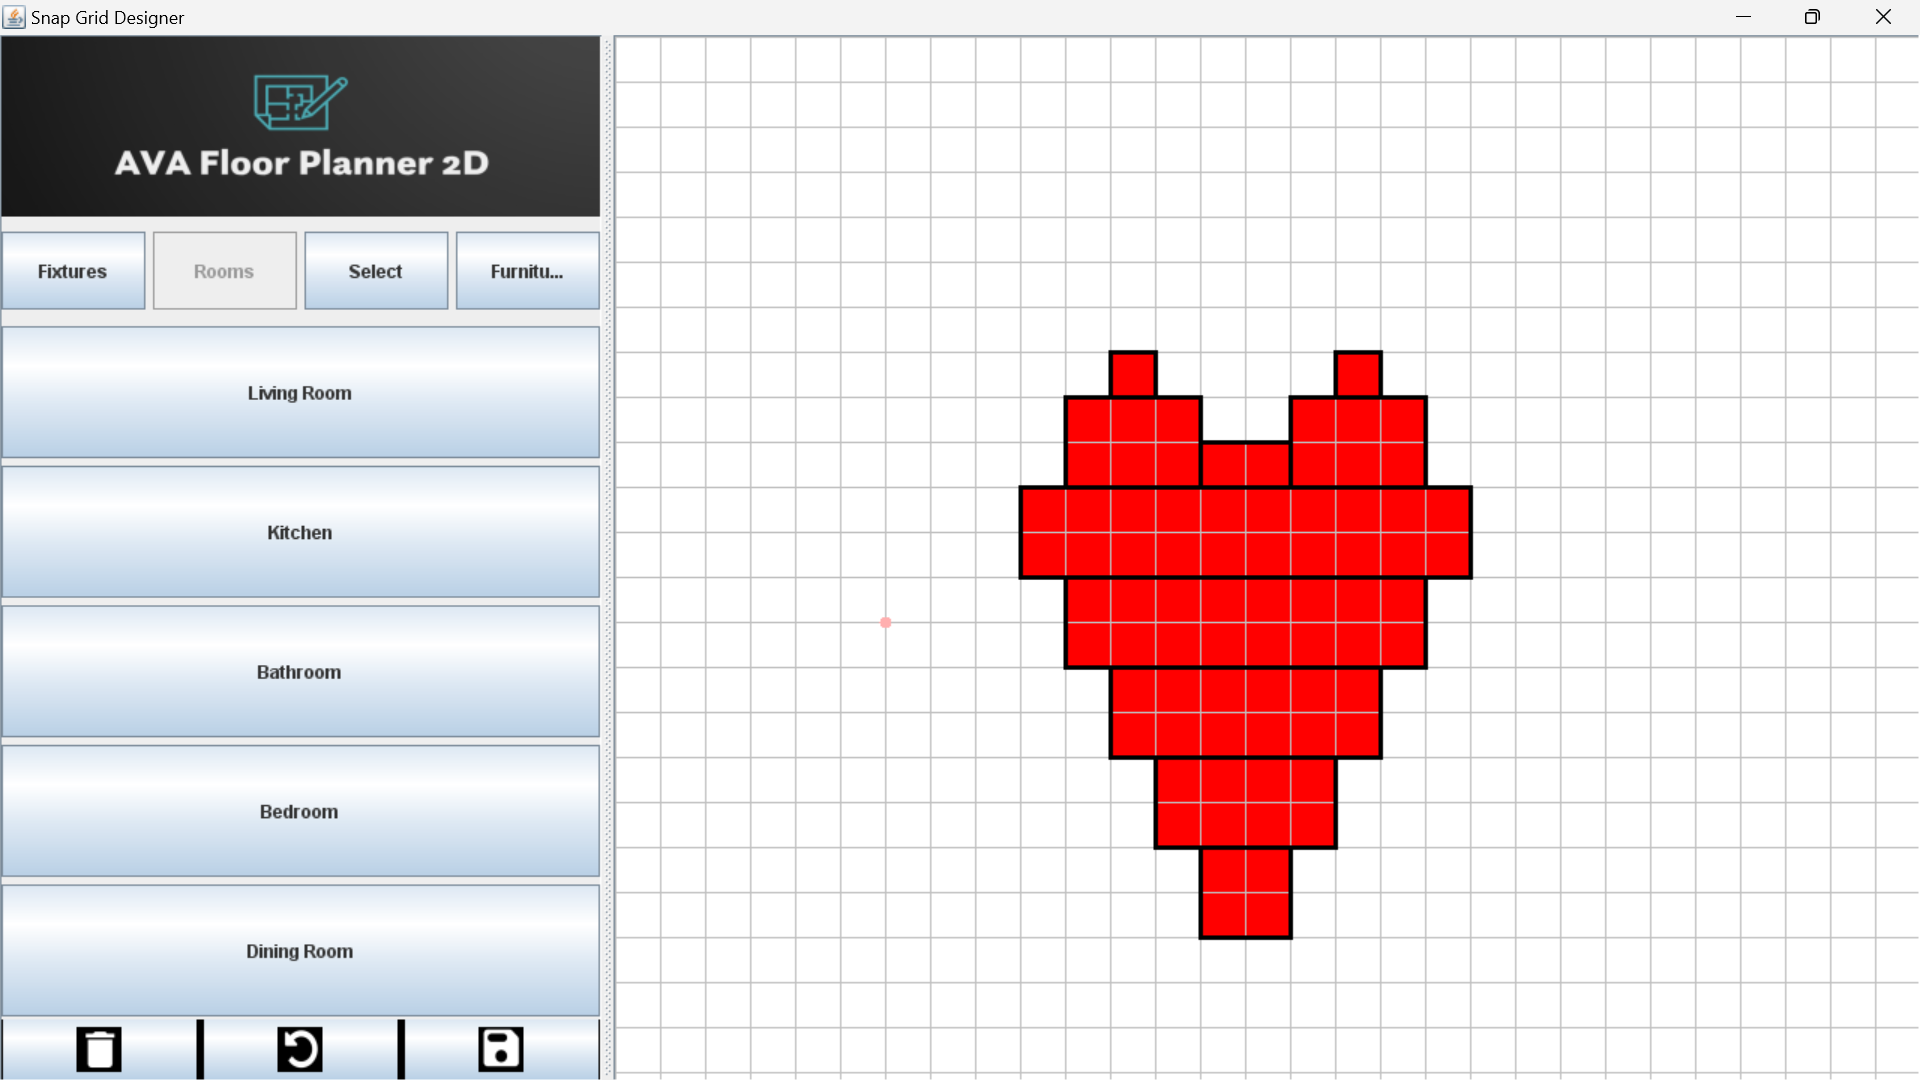 Snap Grid Designer
AVA Floor Planner 2D
Fixtures
Rooms
Select
Furnitu...
Living Room
Kitchen
Bathroom
Bedroom
Dining Room